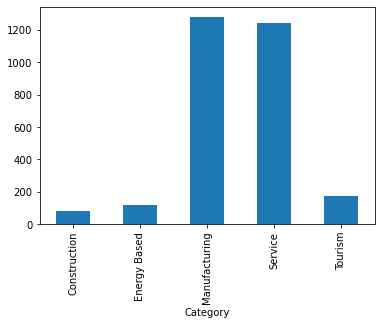 1200
1000
800
600
400
200
0
Construction
Energy Based
Manufacturing
Service
Tourism
Category